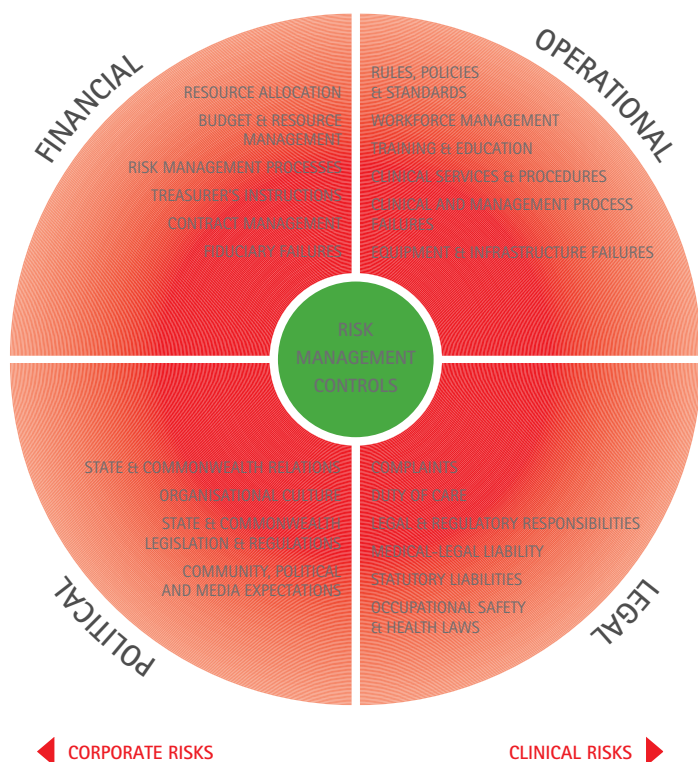 FINANCIAL
RESOURCE ALLOCATION
BUDGET & RESOURCE
MANAGEMENT
RISK MANAGEMENT PROCESSES
TREASURER'S INSTRUCTIONS
CONTRACT MANAGEMENT
FIDUCIARY FAILURES
OPERATIONAL
RULES, POLICIES
& STANDARDS
WORKFORCE MANAGEMENT
TRAINING & EDUCATION
CLINICAL SERVICES & PROCEDURES
CLINICAL AND MANAGEMENT PROCESS
FAILURES
EQUIPMENT INFRASTRUCTURE FAILURES
RISK
MANAGEMENT
CONTROLS
POLITICAL
STATE & COMMONWEALTH RELATIONS
ORGANISATIONAL CULTURE
STATE & COMMONWEALTH
LEGISLATION & REGULATIONS
COMMUNITY, POLITICAL
AND MEDIA EXPECTATIONS
LEGAL
COMPLAINTS
DUTY OF CARE
LEGAL & REGULATORY RESPONSIBILITIES
MEDICAL-LEGAL LIABILITY
STATUTORY LIABILITIES
OCCUPATIONAL SAFETY
& HEALTH LAWS
CORPORATE RISKS
CLINICAL RISKS